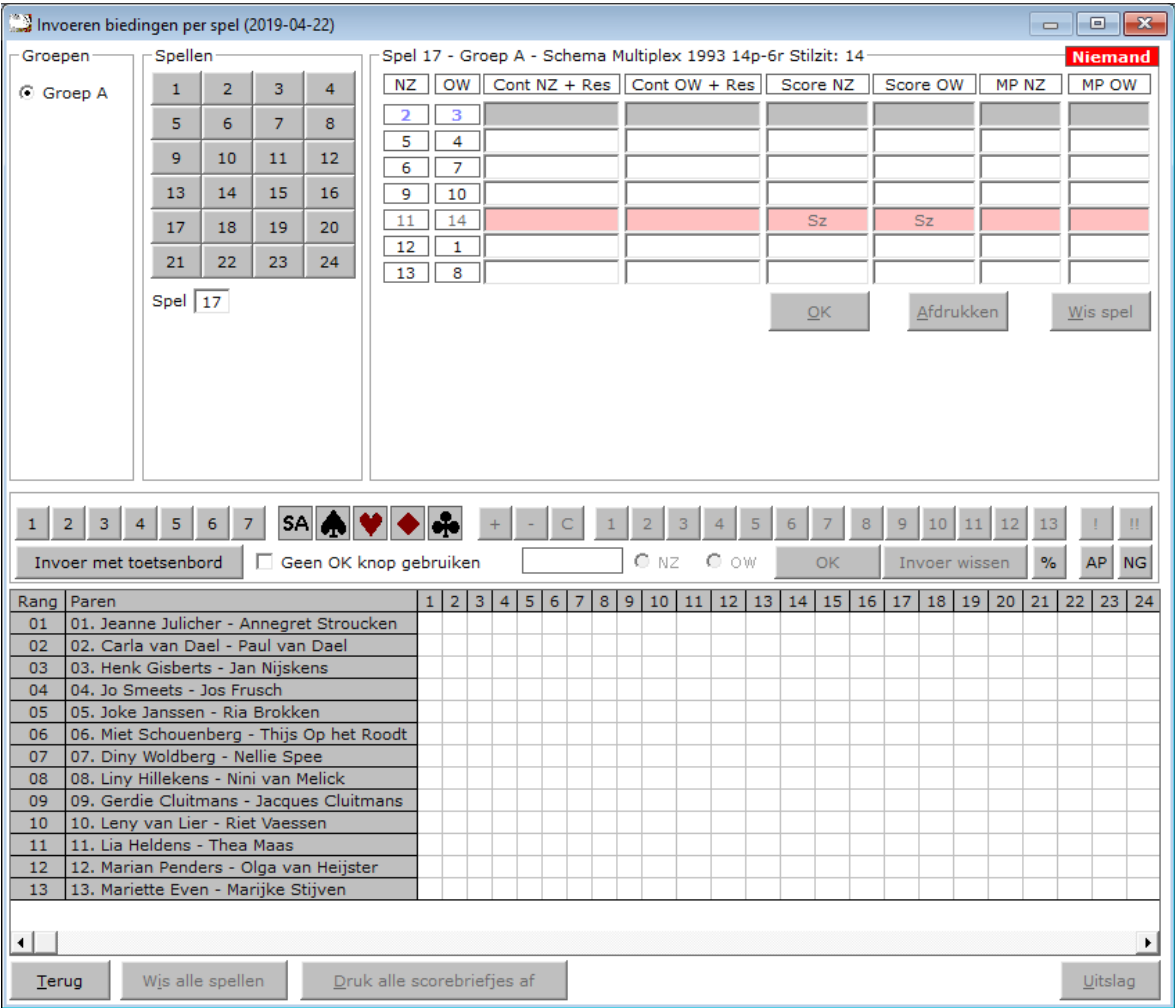 Invoeren biedingen per spel (2019-04-22)
Groepen
Groep A
Spellen
1 2 3 4
5 6 7 8
9 10 11 12
13 14 15 16
17 18 19 20
21 22 23 24
Spel 17
Spel 17 - Groep A - Schema Multiplex 1993 14p-6r Stilzit: 14
Niemand
NZ OW Cont NZ + Res Cont OW + Res Score NZ Score OW MP NZ MP OW
2 3
5 4
6 7
9 10
11 14 Sz Sz
12 1
13 8
OK Afdrukken Wis spel
1 2 3 4 5 6 7 SA + - C 1 2 3 4 5 6 7 8 9 10 11 12 13 ! !!
Invoer met toetsenbord Geen OK knop gebruiken NZ OW OK Invoer wissen % AP NG
Rang Paren 1 2 3 4 5 6 7 8 9 10 11 12 13 14 15 16 17 18 19 20 21 22 23 24
01 01. Jeanne Julicher - Annegret Stroucken
02 02. Carla van Dael - Paul van Dael
03 03. Henk Gisberts - Jan Nijskens
04 04. Jo Smeets - Jos Frusch
05 05. Joke Janssen - Ria Brokken
06 06. Miet Schouenberg - Thijs Op het Roodt
07 07. Diny Woldberg - Nellie Spee
08 08. Liny Hillekens - Nini van Melick
09 09. Gerdie Cluitmans - Jacques Cluitmans
10 10. Leny van Lier - Riet Vaessen
11 11. Lia Heldens - Thea Maas
12 12. Marian Penders - Olga van Heijster
13 13. Mariette Even - Marijke Stijven
Terug Wis alle spellen Druk alle scorebriefjes af Uitslag